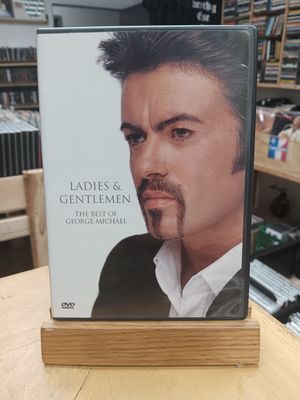 LADIES &
GENTLEMEN
THE BEST OF
GEORGE MICHAEL
DVD